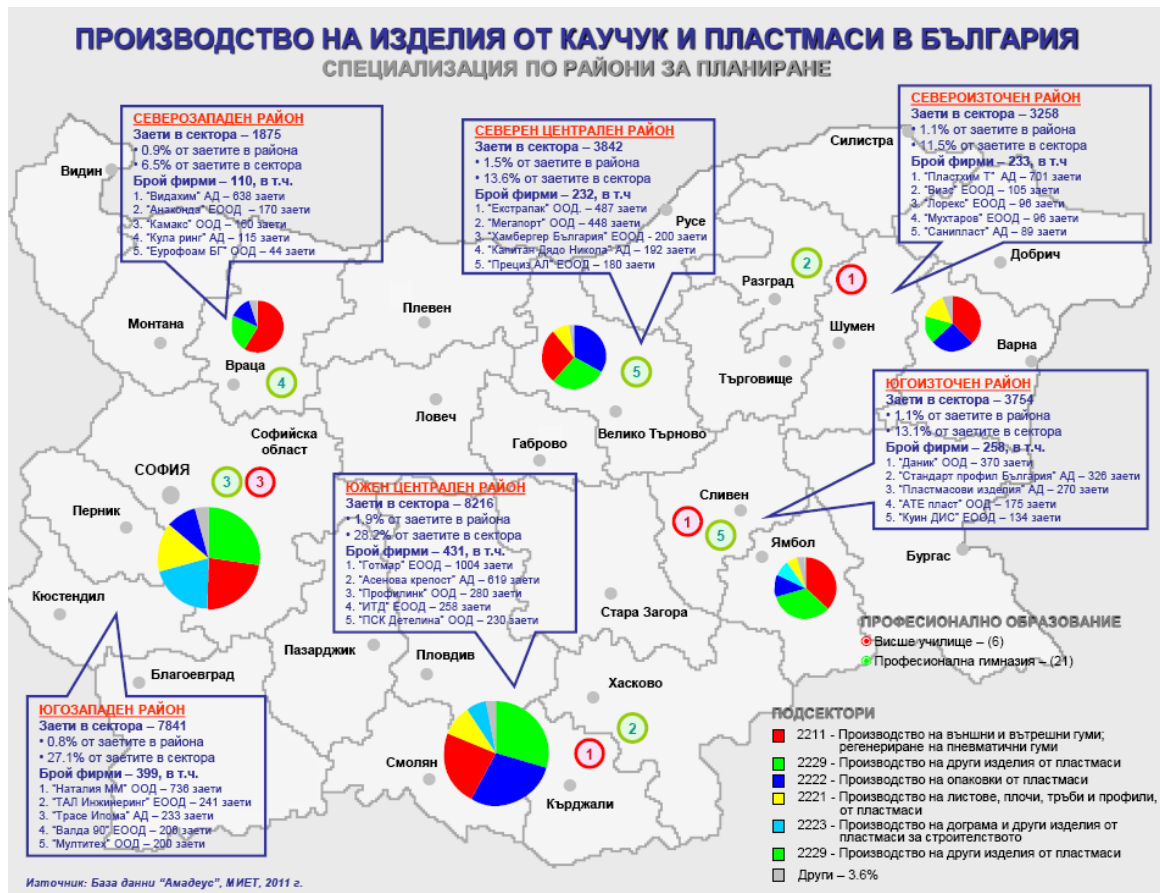 ПРОИЗВОДСТВО НА ИЗДЕЛИЯ ОТ КАУЧУК И ПЛАСТМАСИ В БЪЛГАРИЯ
СПЕЦИАЛИЗАЦИЯ ПО РАЙОНИ ЗА ПЛАНИРАНЕ
СЕВЕРОЗАПАДЕН РАЙОН
Заети в сектора – 1875
• 0.9% от заетите в района
• 6.5% от заетите в сектора
Брой фирми – 110, в т.ч.
1. "Видахим" АД – 638 заети
2. "Анаконда" ЕООД – 170 заети
3. "Камакс" ООД – 160 заети
4. "Кула ринг" АД – 115 заети
5. "Еурофоам БГ" ООД – 44 заети
СЕВЕРЕН ЦЕНТРАЛЕН РАЙОН
Заети в сектора – 3842
• 1.5% от заетите в района
• 13.6% от заетите в сектора
Брой фирми – 232, в т.ч
1. "Екстрапак" ООД. – 487 заети
2. "Мегапорт" ООД – 448 заети
3. "Хамбергер България" ЕООД - 200 заети
4. "Капитан Дядо Никола" АД – 192 заети
5. "Прециз АЛ" ЕООД – 180 заети
СЕВЕРОИЗТОЧЕН РАЙОН
Заети в сектора – 3258
• 1.1% от заетите в района
• 11.5% от заетите в сектора
Брой фирми – 233, в т.ч
1. "Пластхим Т" АД – 701 заети
2. "Визе" ЕООД – 105 заети
3. "Лорекс" ЕООД – 96 заети
4. "Мухтаров" ЕООД – 96 заети
5. "Санипласт" АД – 89 заети
Видин
Силистра
Русе
Добрич
Разград
2
1
Монтана
Плевен
Шумен
Варна
Враца
4
5
Търговище
Ловеч
Велико Търново
Габрово
Софийска
област
СОФИЯ
3
3
Перник
ЮГОИЗТОЧЕН РАЙОН
Заети в сектора – 3754
• 1.1% от заетите в района
• 13.1% от заетите в сектора
Брой фирми – 258, в т.ч.
1. "Даник" ООД – 370 заети
2. "Стандарт профил България" АД – 326 заети
3. "Пластмасови изделия" АД – 270 заети
4. "АТЕ пласт" ООД – 175 заети
5. "Куин ДИС" ЕООД – 134 заети
ЮЖЕН ЦЕНТРАЛЕН РАЙОН
Заети в сектора – 8216
• 1.9% от заетите в района
• 28.2% от заетите в сектора
Брой фирми – 431, в т.ч.
1. "Готмар" ЕООД – 1004 заети
2. "Асенова крепост" АД – 619 заети
3. "Профилинк" ООД – 280 заети
4. "ИТД" ЕООД – 258 заети
5. "ПСК Детелина" ООД – 230 заети
Сливен
1
5
Ямбол
Бургас
Кюстендил
Стара Загора
Пазарджик
Пловдив
Благоевград
Хасково
2
Смолян
1
Кърджали
ЮГОЗАПАДЕН РАЙОН
Заети в сектора – 7841
• 0.8% от заетите в района
• 27.1% от заетите в сектора
Брой фирми – 399, в т.ч.
1. "Наталия ММ" ООД – 736 заети
2. "ТАЛ Инжинеринг" ЕООД – 241 заети
3. "Трасе Ипома" АД – 233 заети
4. "Валда 90" ЕООД – 206 заети
5. "Мултитех" ООД – 200 заети
ПРОФЕСИОНАЛНО ОБРАЗОВАНИЕ
Висше училище – (6)
Професионална гимназия – (21)
ПОДСЕКТОРИ
2211 - Производство на външни и вътрешни гуми;
регенериране на пневматични гуми
2229 - Производство на други изделия от пластмаси
2222 - Производство на опаковки от пластмаси
2221 - Производство на листове, плочи, тръби и профили,
от пластмаси
2223 - Производство на дограма и други изделия от
пластмаси за строителството
2229 - Производство на други изделия от пластмаси
Други – 3.6%
Източник: База данни "Амадеус", МИЕТ, 2011 г.